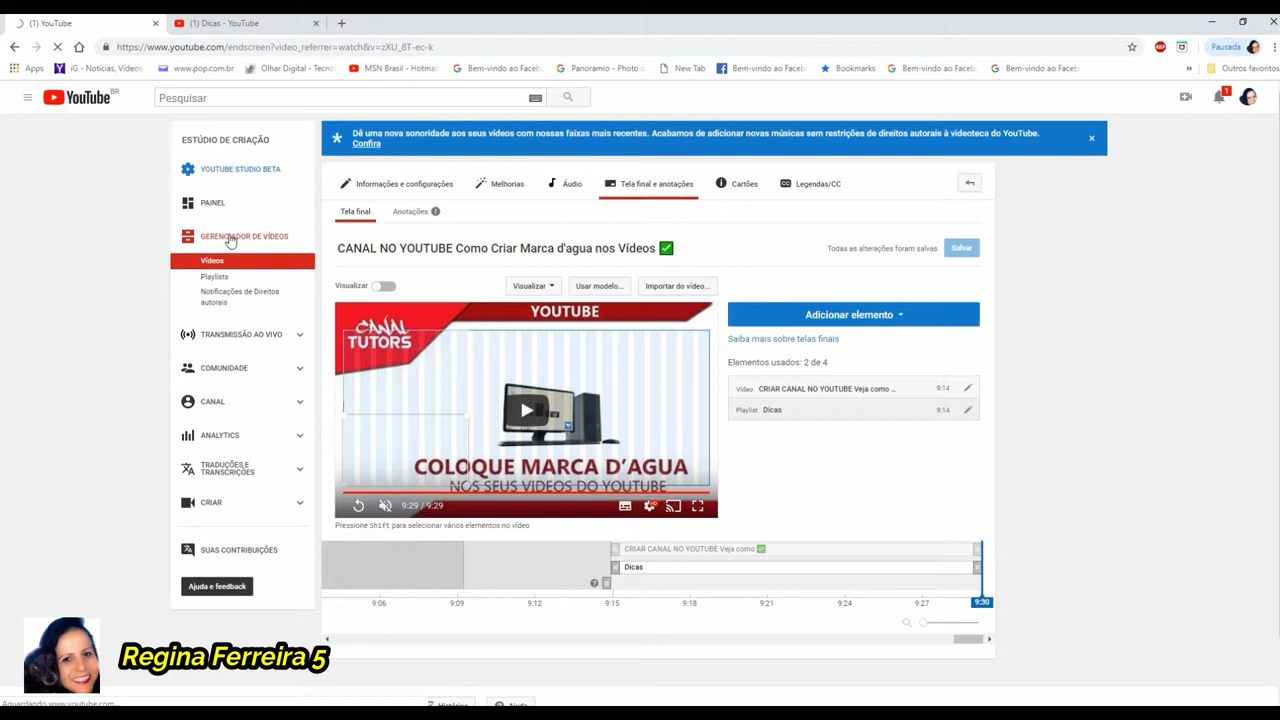 (1) YouTube
(1) Dicas - YouTube
https://www.youtube.com/endscreen?video_referrer=watch&v=zXU_8T-ec-k
Pausada
Apps
iG - Notícias, Vídeos,
www.pop.com.br
Olhar Digital - Tecno
MSN Brasil - Hotmai
Bem-vindo ao Faceb
Panoramio - Photo o
New Tab
Bem-vindo ao Faceb
Bookmarks
Bem-vindo ao Faceb
Bem-vindo ao Faceb
»
Outros favoritos
YouTube BR
Pesquisar
1
ESTÚDIO DE CRIAÇÃO
YOUTUBE STUDIO BETA
PAINEL
GERENCIADOR DE VÍDEOS
Vídeos
Playlists
Notificações de Direitos
autorais
TRANSMISSÃO AO VIVO
COMUNIDADE
CANAL
ANALYTICS
TRADUÇÕES E
TRANSCRIÇÕES
CRIAR
SUAS CONTRIBUIÇÕES
Ajuda e feedback
Dê uma nova sonoridade aos seus vídeos com nossas faixas mais recentes. Acabamos de adicionar novas músicas sem restrições de direitos autorais à videoteca do YouTube.
Confira
Informações e configurações
Melhorias
Áudio
Tela final e anotações
Cartões
CC Legendas/CC
Tela final
Anotações
CANAL NO YOUTUBE Como Criar Marca d'agua nos Vídeos ✅
Todas as alterações foram salvas
Salvar
Visualizar
Visualizar
Usar modelo...
Importar do vídeo...
YOUTUBE
CANAL
TUTORS
COLOQUE MARCA D'AGUA
NOS SEUS VIDEOS DO YOUTUBE
9:29 / 9:29
HD
Pressione Shift para selecionar vários elementos no vídeo
Adicionar elemento
Saiba mais sobre telas finais
Elementos usados: 2 de 4
Vídeo CRIAR CANAL NO YOUTUBE Veja como ... 9:14
Playlist Dicas 9:14
CRIAR CANAL NO YOUTUBE Veja como ✅
Dicas
9:06
9:09
9:12
9:15
9:18
9:21
9:24
9:27
9:30
Regina Ferreira 5
Aguardando www.youtube.com...
Histórico
Ajuda